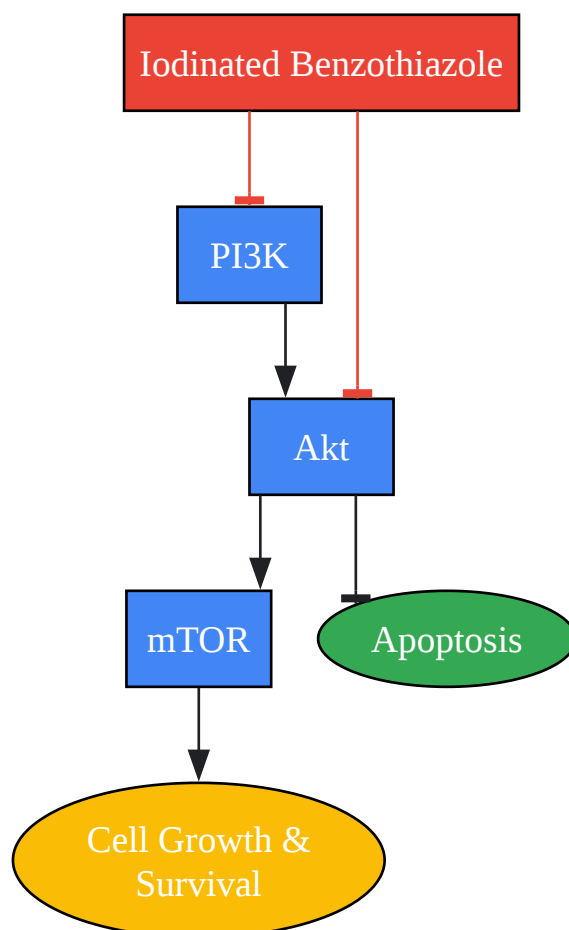 Iodinated Benzothiazole
PI3K
Akt
mTOR
Apoptosis
Cell Growth &
Survival